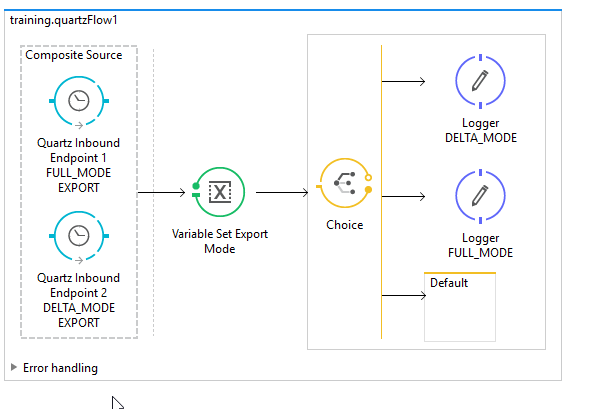 training.quartzFlow1
Composite Source
Quartz Inbound
Endpoint 1
FULL_MODE
EXPORT
Quartz Inbound
Endpoint 2
DELTA_MODE
EXPORT
Variable Set Export
Mode
Choice
Logger
DELTA_MODE
Logger
FULL_MODE
Default
Error handling